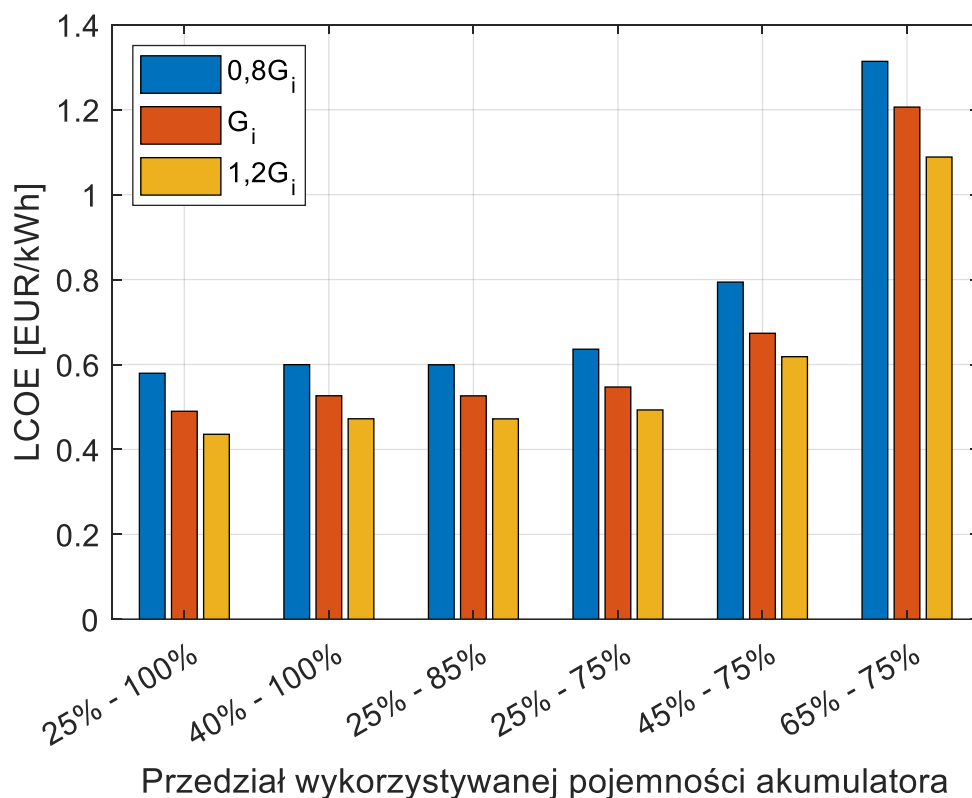 LCOE [EUR/kWh]
1.4
1.2
1
0.8
0.6
0.4
0.2
0
0,8Gi
Gi
1,2Gi
25% - 100%
40% - 100%
25% - 85%
25% - 75%
45% - 75%
65% - 75%
Przedział wykorzystywanej pojemności akumulatora